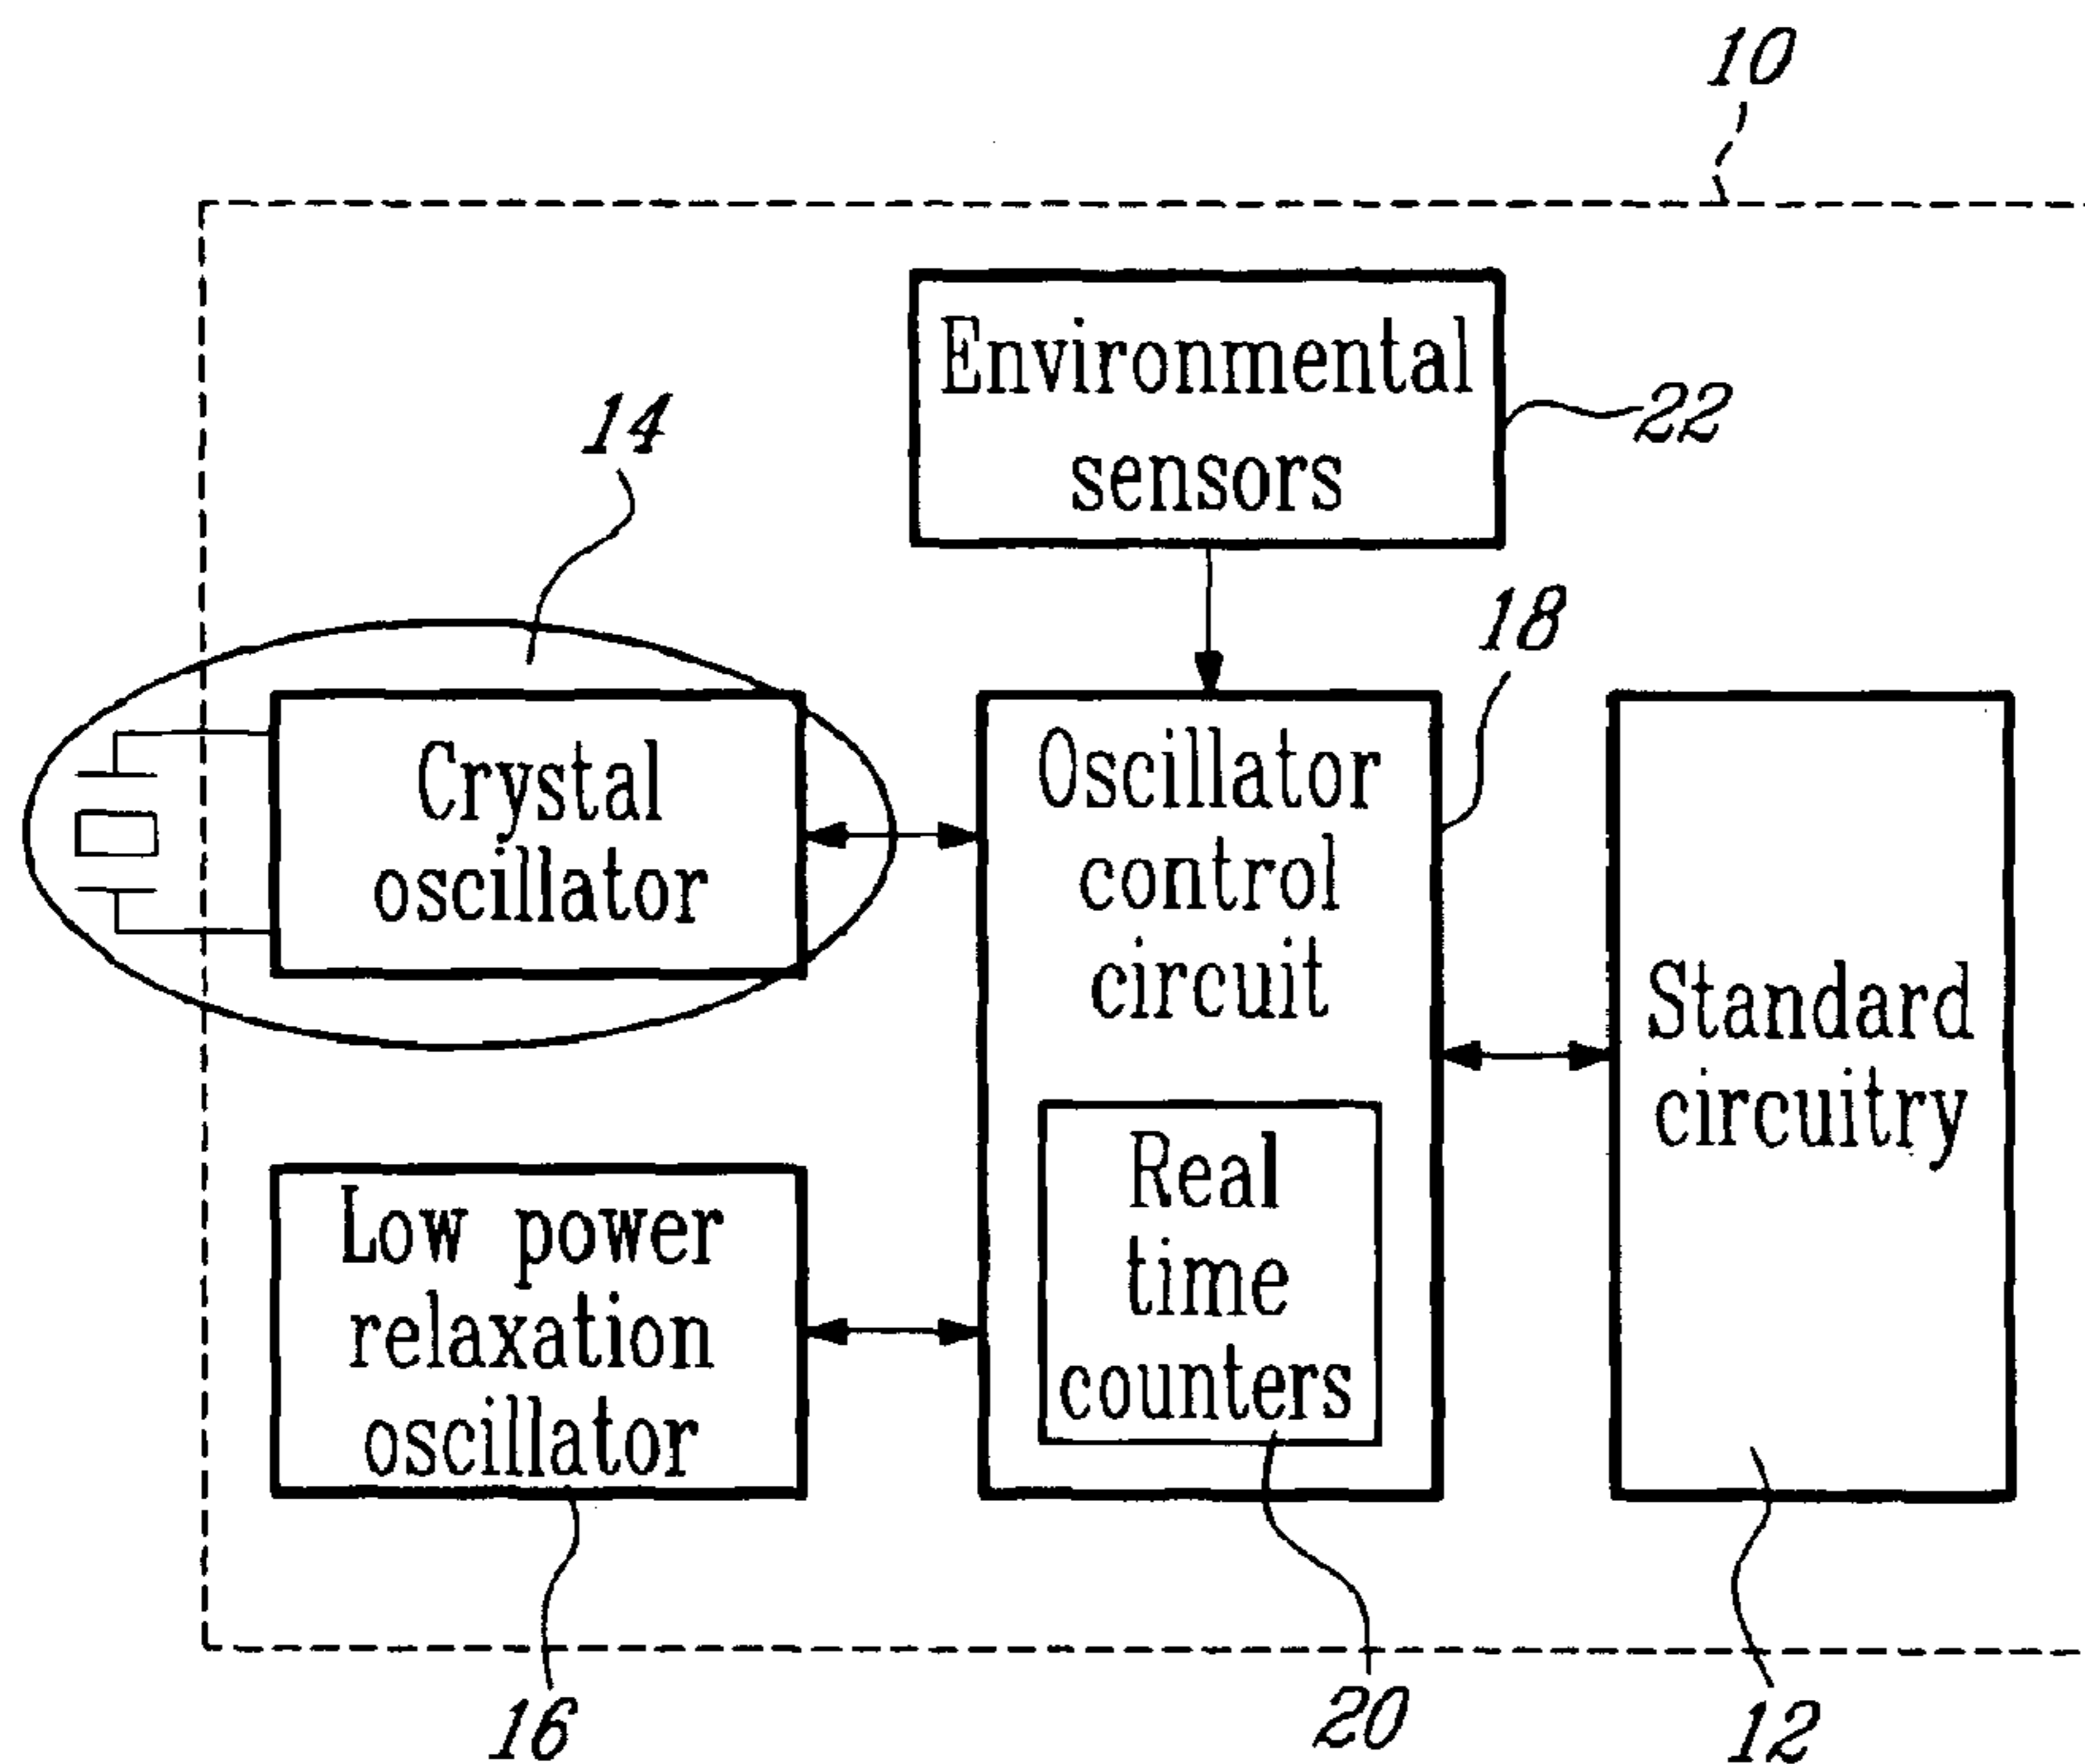 10
Environmental
sensors
22
14
18
Crystal
oscillator
Oscillator
control
circuit
Standard
circuitry
Real
time
counters
Low power
relaxation
oscillator
16
20
12